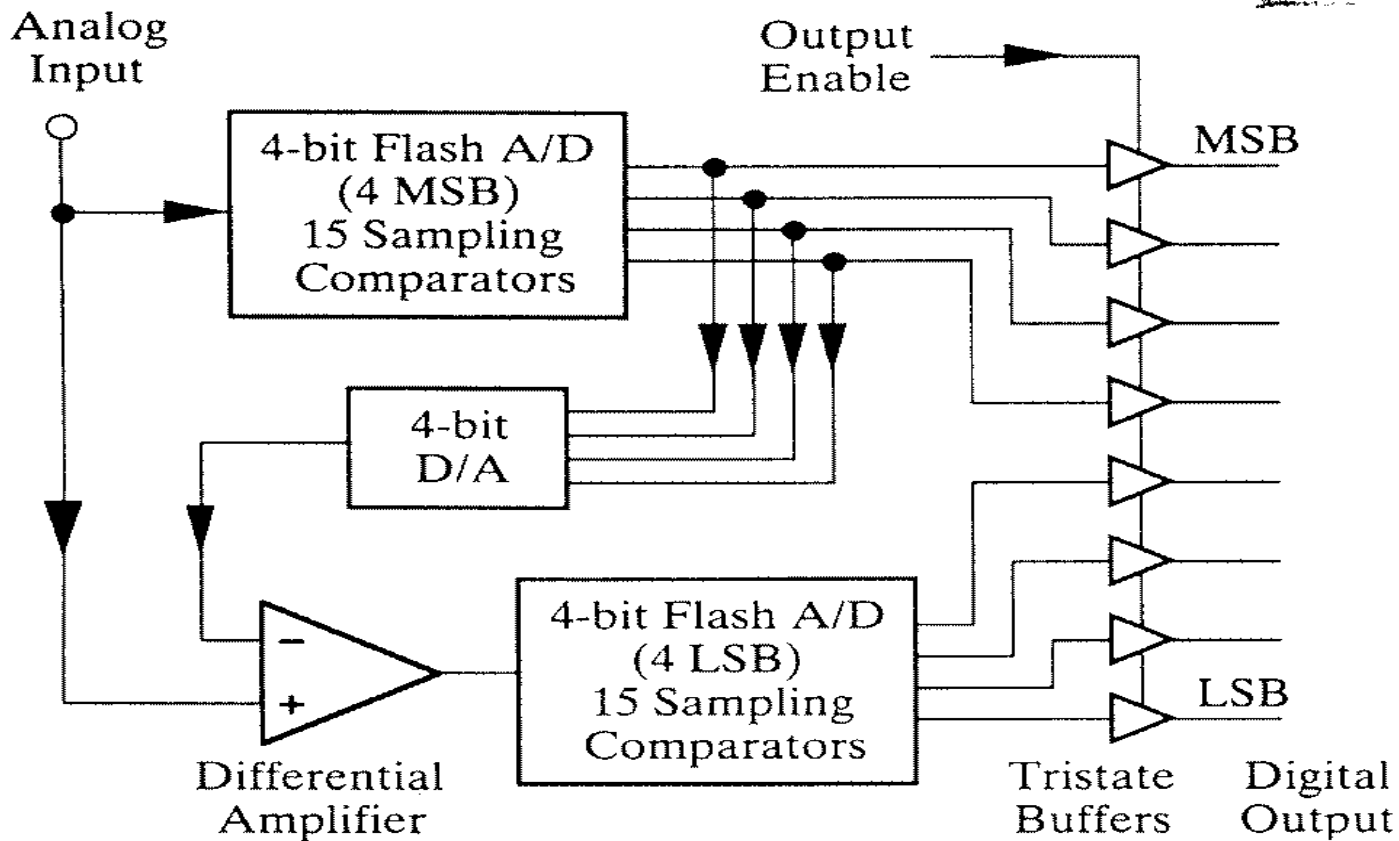 Analog
Input
Output
Enable
MSB
4-bit Flash A/D
(4 MSB)
15 Sampling
Comparators
4-bit
D/A
−
+
4-bit Flash A/D
(4 LSB)
15 Sampling
Comparators
LSB
Differential
Amplifier
Tristate
Buffers
Digital
Output